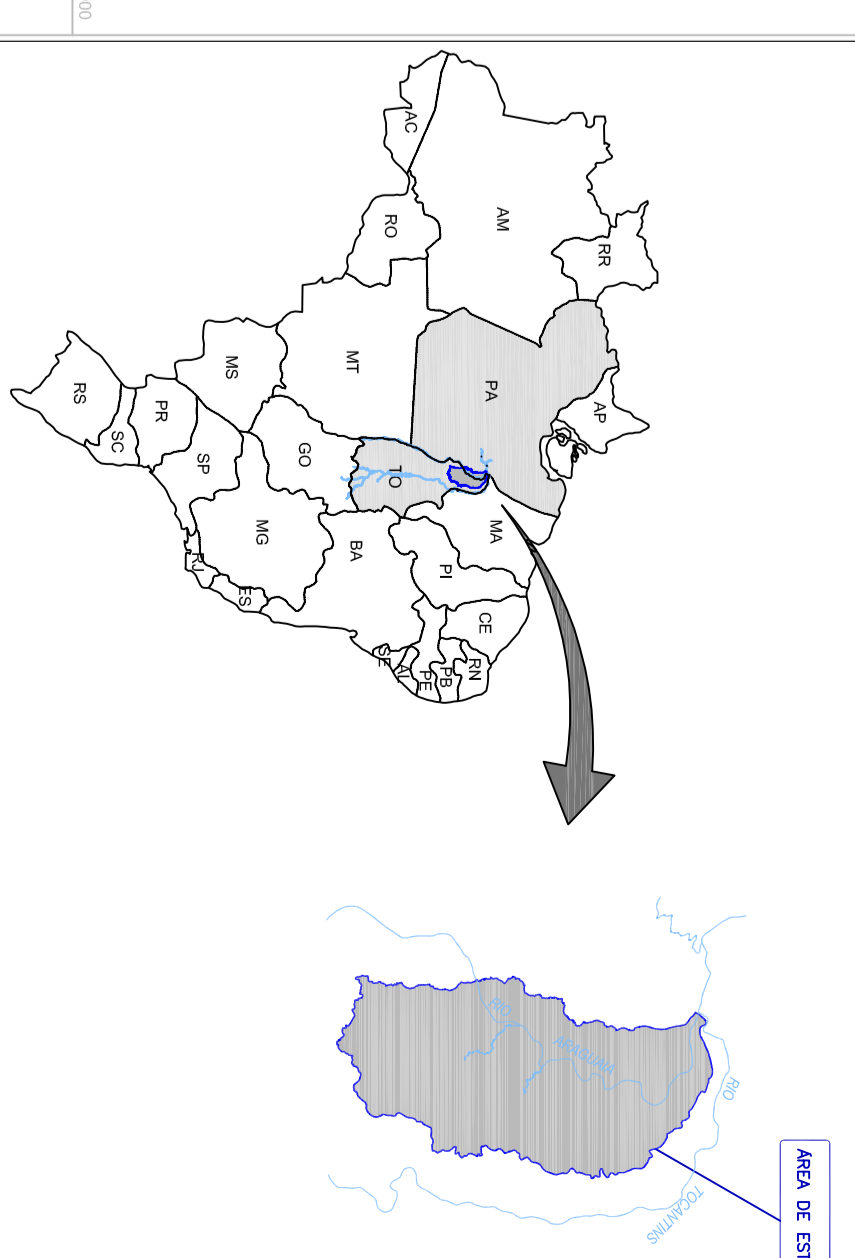 00
AC
AM
RR
RO
PA
AP
MT
MS
RS
PR
SC
SP
GO
TO
MA
MG
BA
PI
CE
RJ
ES
SE
AL
PE
PB
RN
RIO
ARAGUAIA
RIO
TOCANTINS
ÁREA DE EST